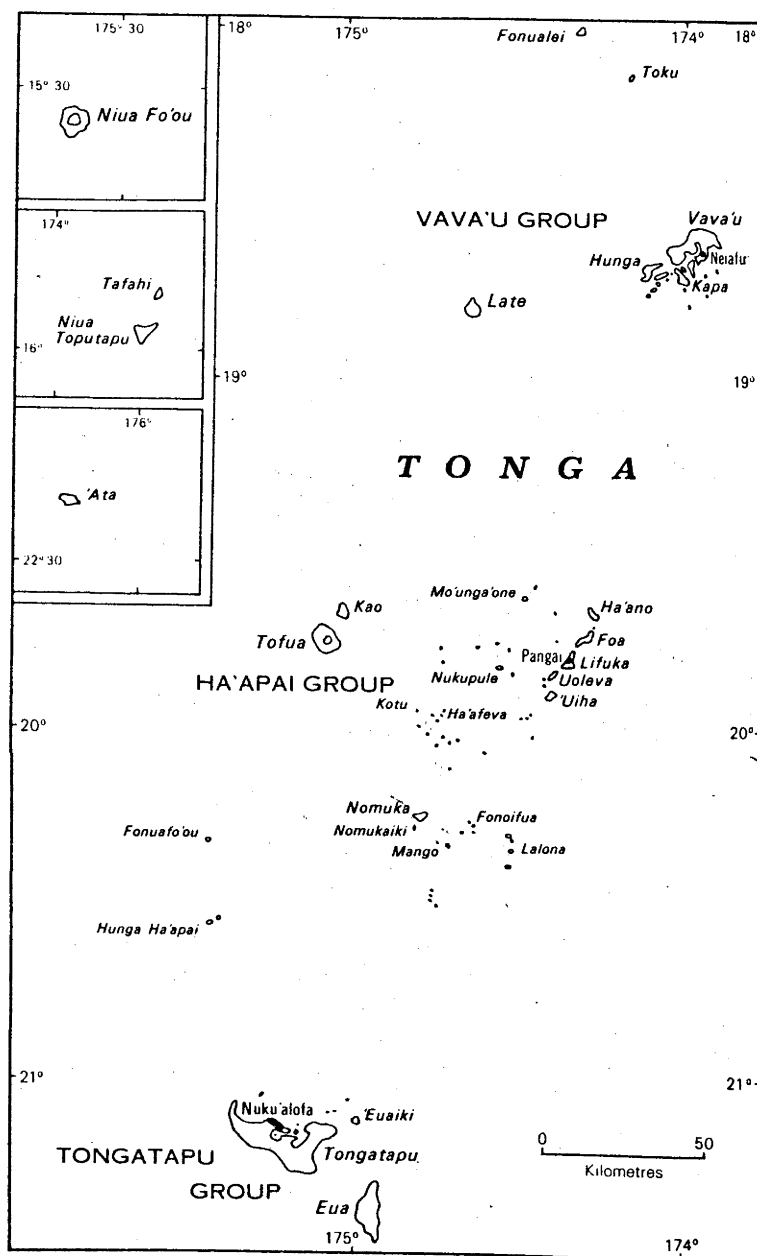 175° 30
15° 30
Niua Fo'ou
174°
Tafahi
Niua
Toputapu
16°
176°
'Ata
22° 30
18°
175°
174°
18°
Fonualei
Toku
VAVA'U GROUP
Vava'u
Neiafu
Hunga
Kapa
Late
19°
19°
TONGA
Mo'unga'one
Ha'ano
Kao
Foa
Tofua
Pangai
Lifuka
Nukupule
Uoleva
HA'APAI GROUP
'Uiha
Kotu
Ha'afeva
20°
20°
Nomuka
Fonoifua
Fonuafo'ou
Nomukaiki
Mango
Lalona
Hunga Ha'apai
21°
21°
Nuku'alofa
'Euaiki
0 50
Kilometres
TONGATAPU
GROUP
Tongatapu
Eua
175°
174°